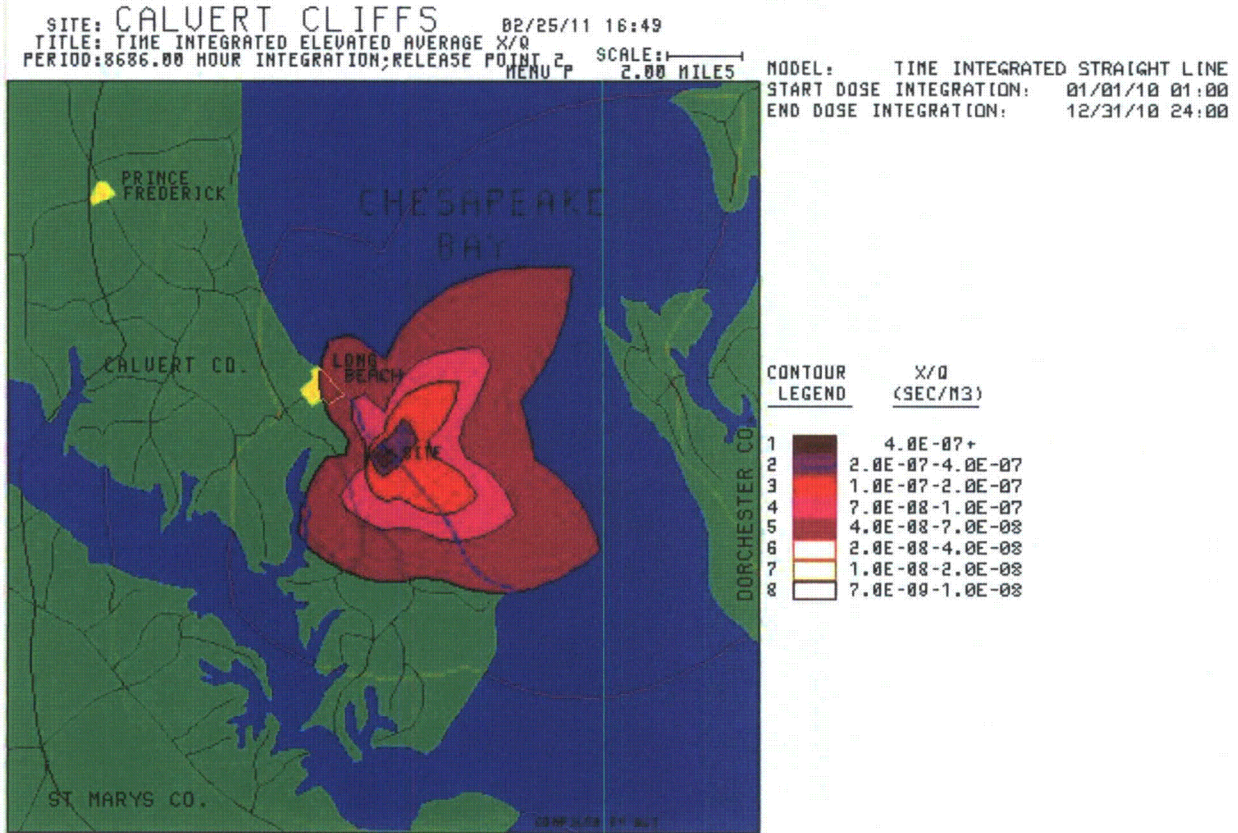 SITE: CALVERT CLIFFS 02/25/11 16:49
TITLE: TIME INTEGRATED ELEVATED AVERAGE X/Q
PERIOD:8686.00 HOUR INTEGRATION;RELEASE POINT 2
SCALE:
MENU P 2.00 MILES
MODEL: TIME INTEGRATED STRAIGHT LINE
START DOSE INTEGRATION: 01/01/10 01:00
END DOSE INTEGRATION: 12/31/10 24:00
PRINCE
FREDERICK
CHESAPEAKE
BAY
CALVERT CO.
LONG
BEACH
SITE
DORCHESTER CO.
ST MARYS CO.
CONTOUR X/Q
LEGEND (SEC/M3)
1 4.0E-07+
2 2.0E-07-4.0E-07
3 1.0E-07-2.0E-07
4 7.0E-08-1.0E-07
5 4.0E-08-7.0E-08
6 2.0E-08-4.0E-08
7 1.0E-08-2.0E-08
8 7.0E-09-1.0E-08